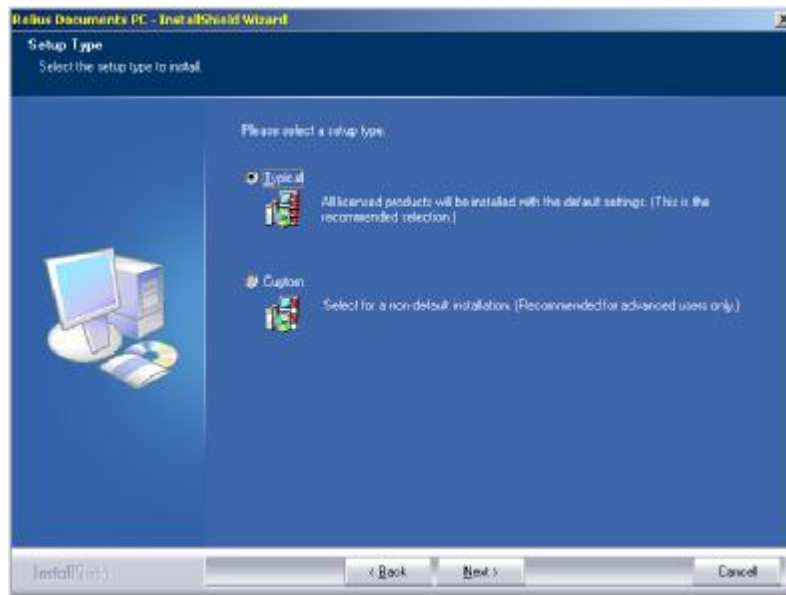 Relius Documents PC - InstallShield Wizard
Setup Type
Select the setup type to install.
Please select a setup type.
Typical
All licensed products will be installed with the default settings. (This is the
recommended selection.)
Custom
Select for a non-default installation. (Recommended for advanced users only.)
InstallShield
< Back
Next >
Cancel